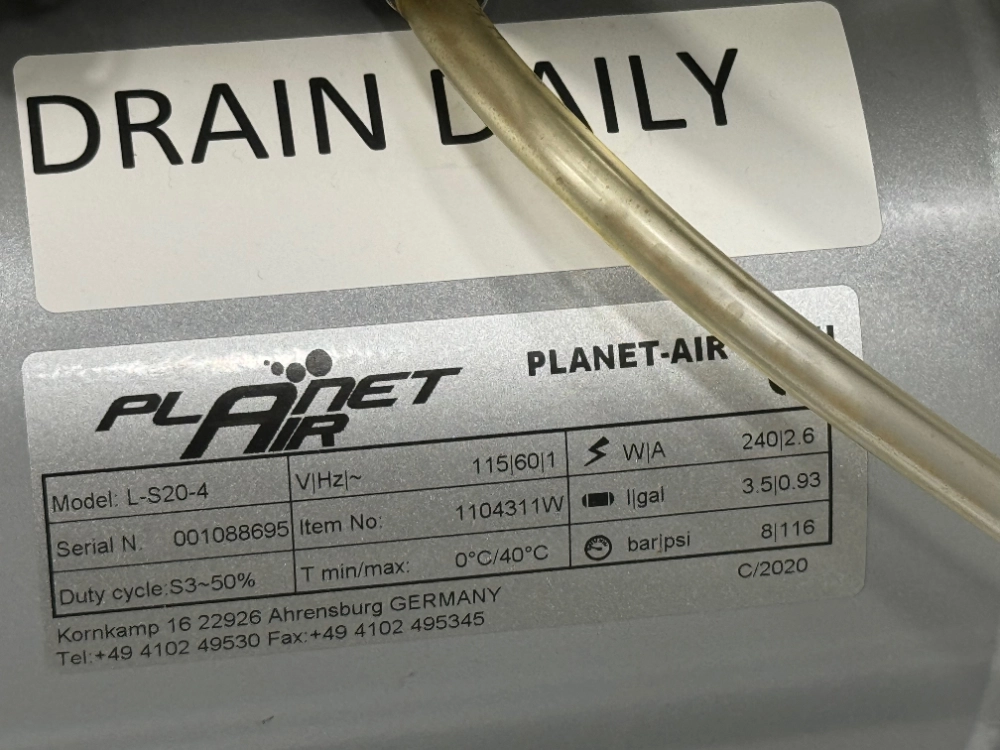 DRAIN DAILY
PLANET AIR
PLANET-AIR
Model: L-S20-4
V|Hz|~ 115|60|1
W|A 240|2.6
Serial N. 001088695
Item No: 1104311W
l|gal 3.5|0.93
Duty cycle:S3~50%
T min/max: 0°C/40°C
bar|psi 8|116
C/2020
Kornkamp 16 22926 Ahrensburg GERMANY
Tel:+49 4102 49530 Fax:+49 4102 495345